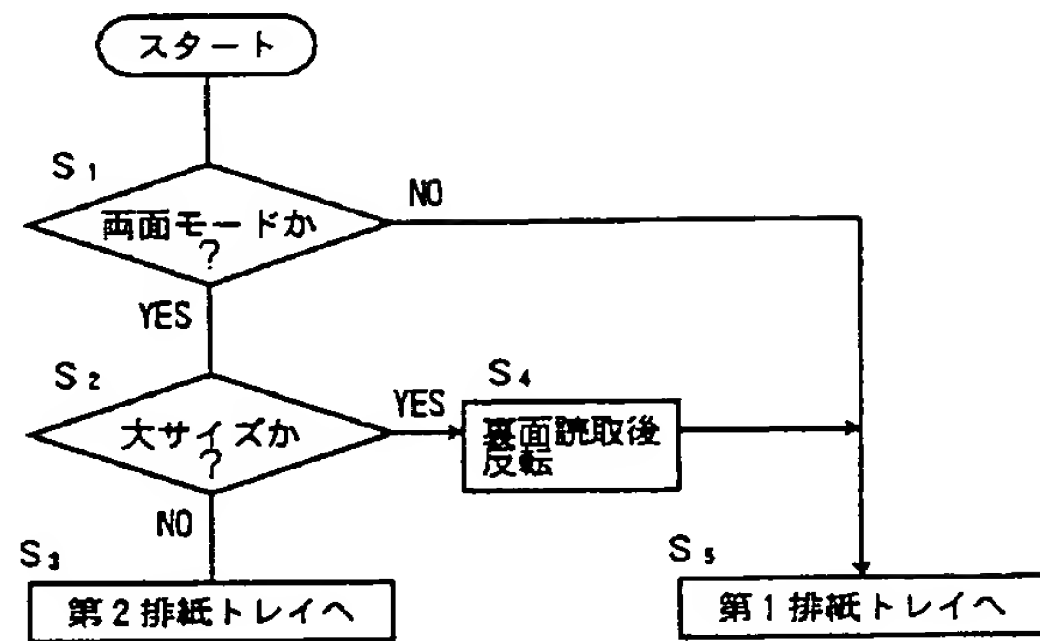 スタート
S₁
両面モードか
?
NO
YES
S₂
大サイズか
?
YES
S₄
裏面読取後
反転
NO
S₃
第2排紙トレイへ
S₅
第1排紙トレイへ